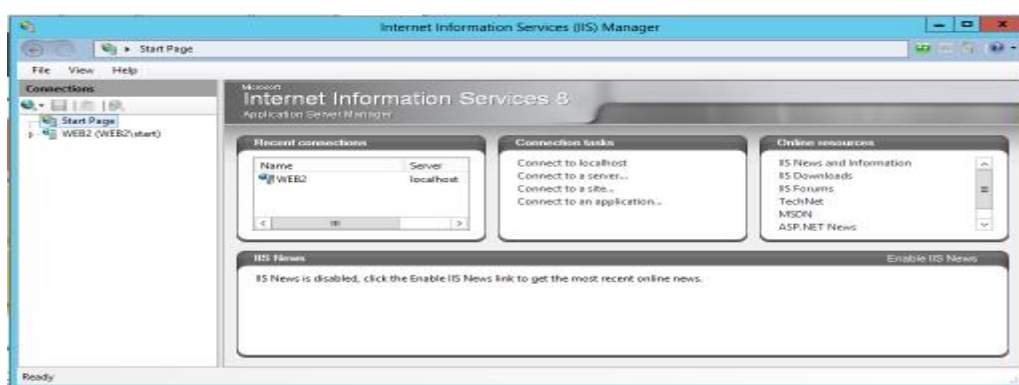 Internet Information Services (IIS) Manager
Start Page
File View Help
Connections
Start Page
WEB2 (WEB2\start)
Microsoft
Internet Information Services 8
Application Server Manager
Recent connections
Name Server
WEB2 localhost
Connection tasks
Connect to localhost
Connect to a server...
Connect to a site...
Connect to an application...
Online resources
IIS News and Information
IIS Downloads
IIS Forums
TechNet
MSDN
ASP.NET News
IIS News Enable IIS News
IIS News is disabled, click the Enable IIS News link to get the most recent online news.
Ready